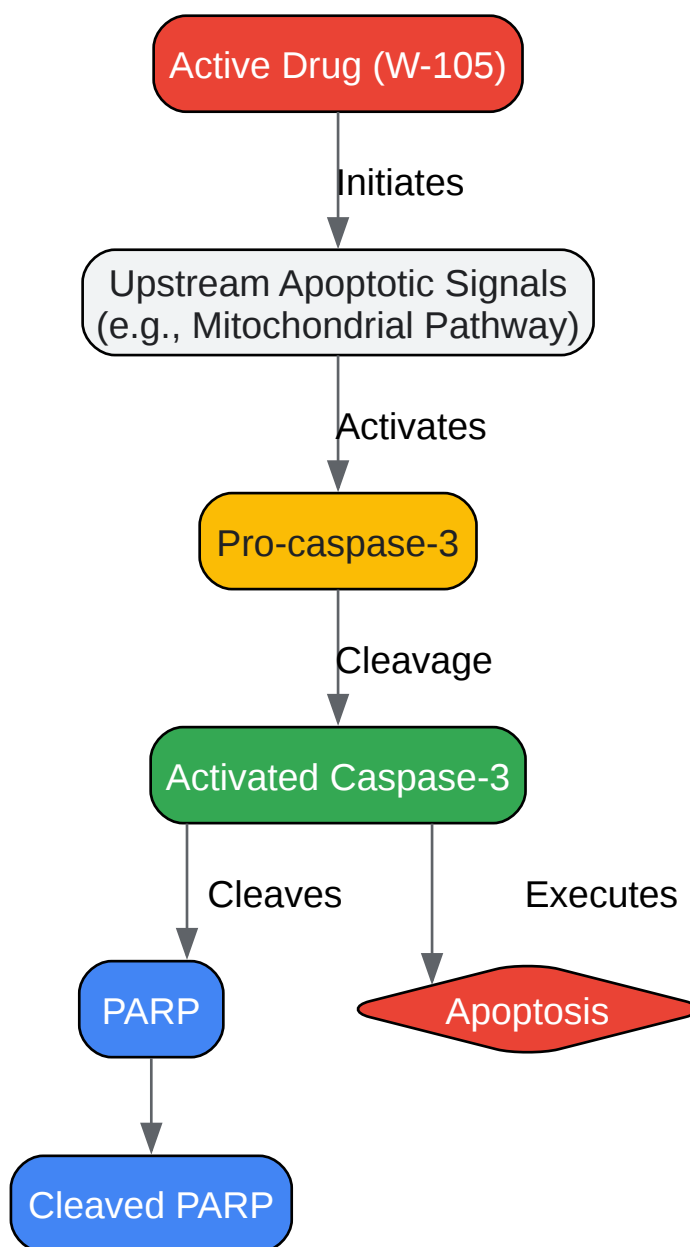 Active Drug (W-105)
Initiates
Upstream Apoptotic Signals
(e.g., Mitochondrial Pathway)
Activates
Pro-caspase-3
Cleavage
Activated Caspase-3
Cleaves
Executes
PARP
Apoptosis
Cleaved PARP